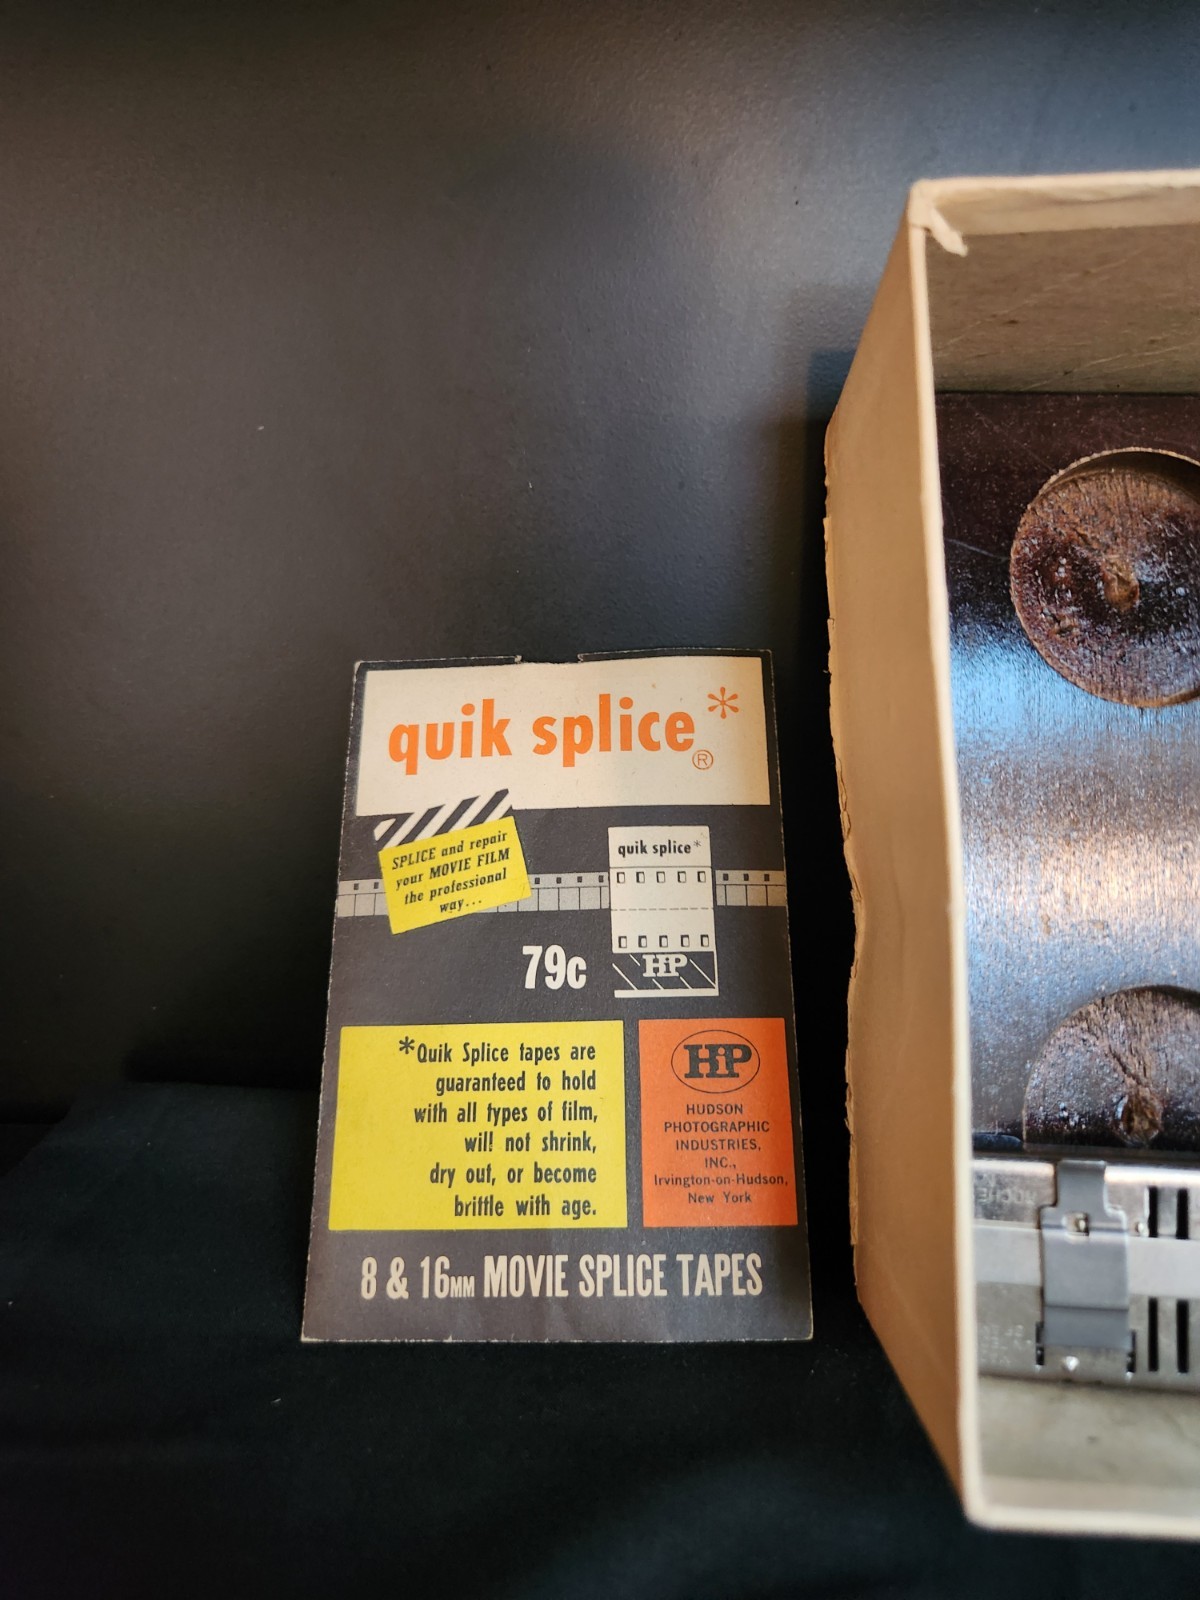 quik splice*
®
SPLICE and repair
your MOVIE FILM
the professional
way...
quik splice*
HiP
79c
*Quik Splice tapes are
guaranteed to hold
with all types of film,
will not shrink,
dry out, or become
brittle with age.
HiP
HUDSON
PHOTOGRAPHIC
INDUSTRIES,
INC.,
Irvington-on-Hudson,
New York
8 & 16MM MOVIE SPLICE TAPES